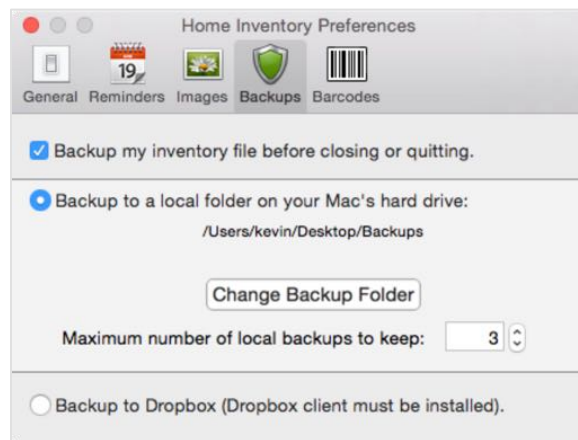 Home Inventory Preferences
19
General Reminders Images Backups Barcodes
Backup my inventory file before closing or quitting.
Backup to a local folder on your Mac's hard drive:
/Users/kevin/Desktop/Backups
Change Backup Folder
Maximum number of local backups to keep: 3
Backup to Dropbox (Dropbox client must be installed).